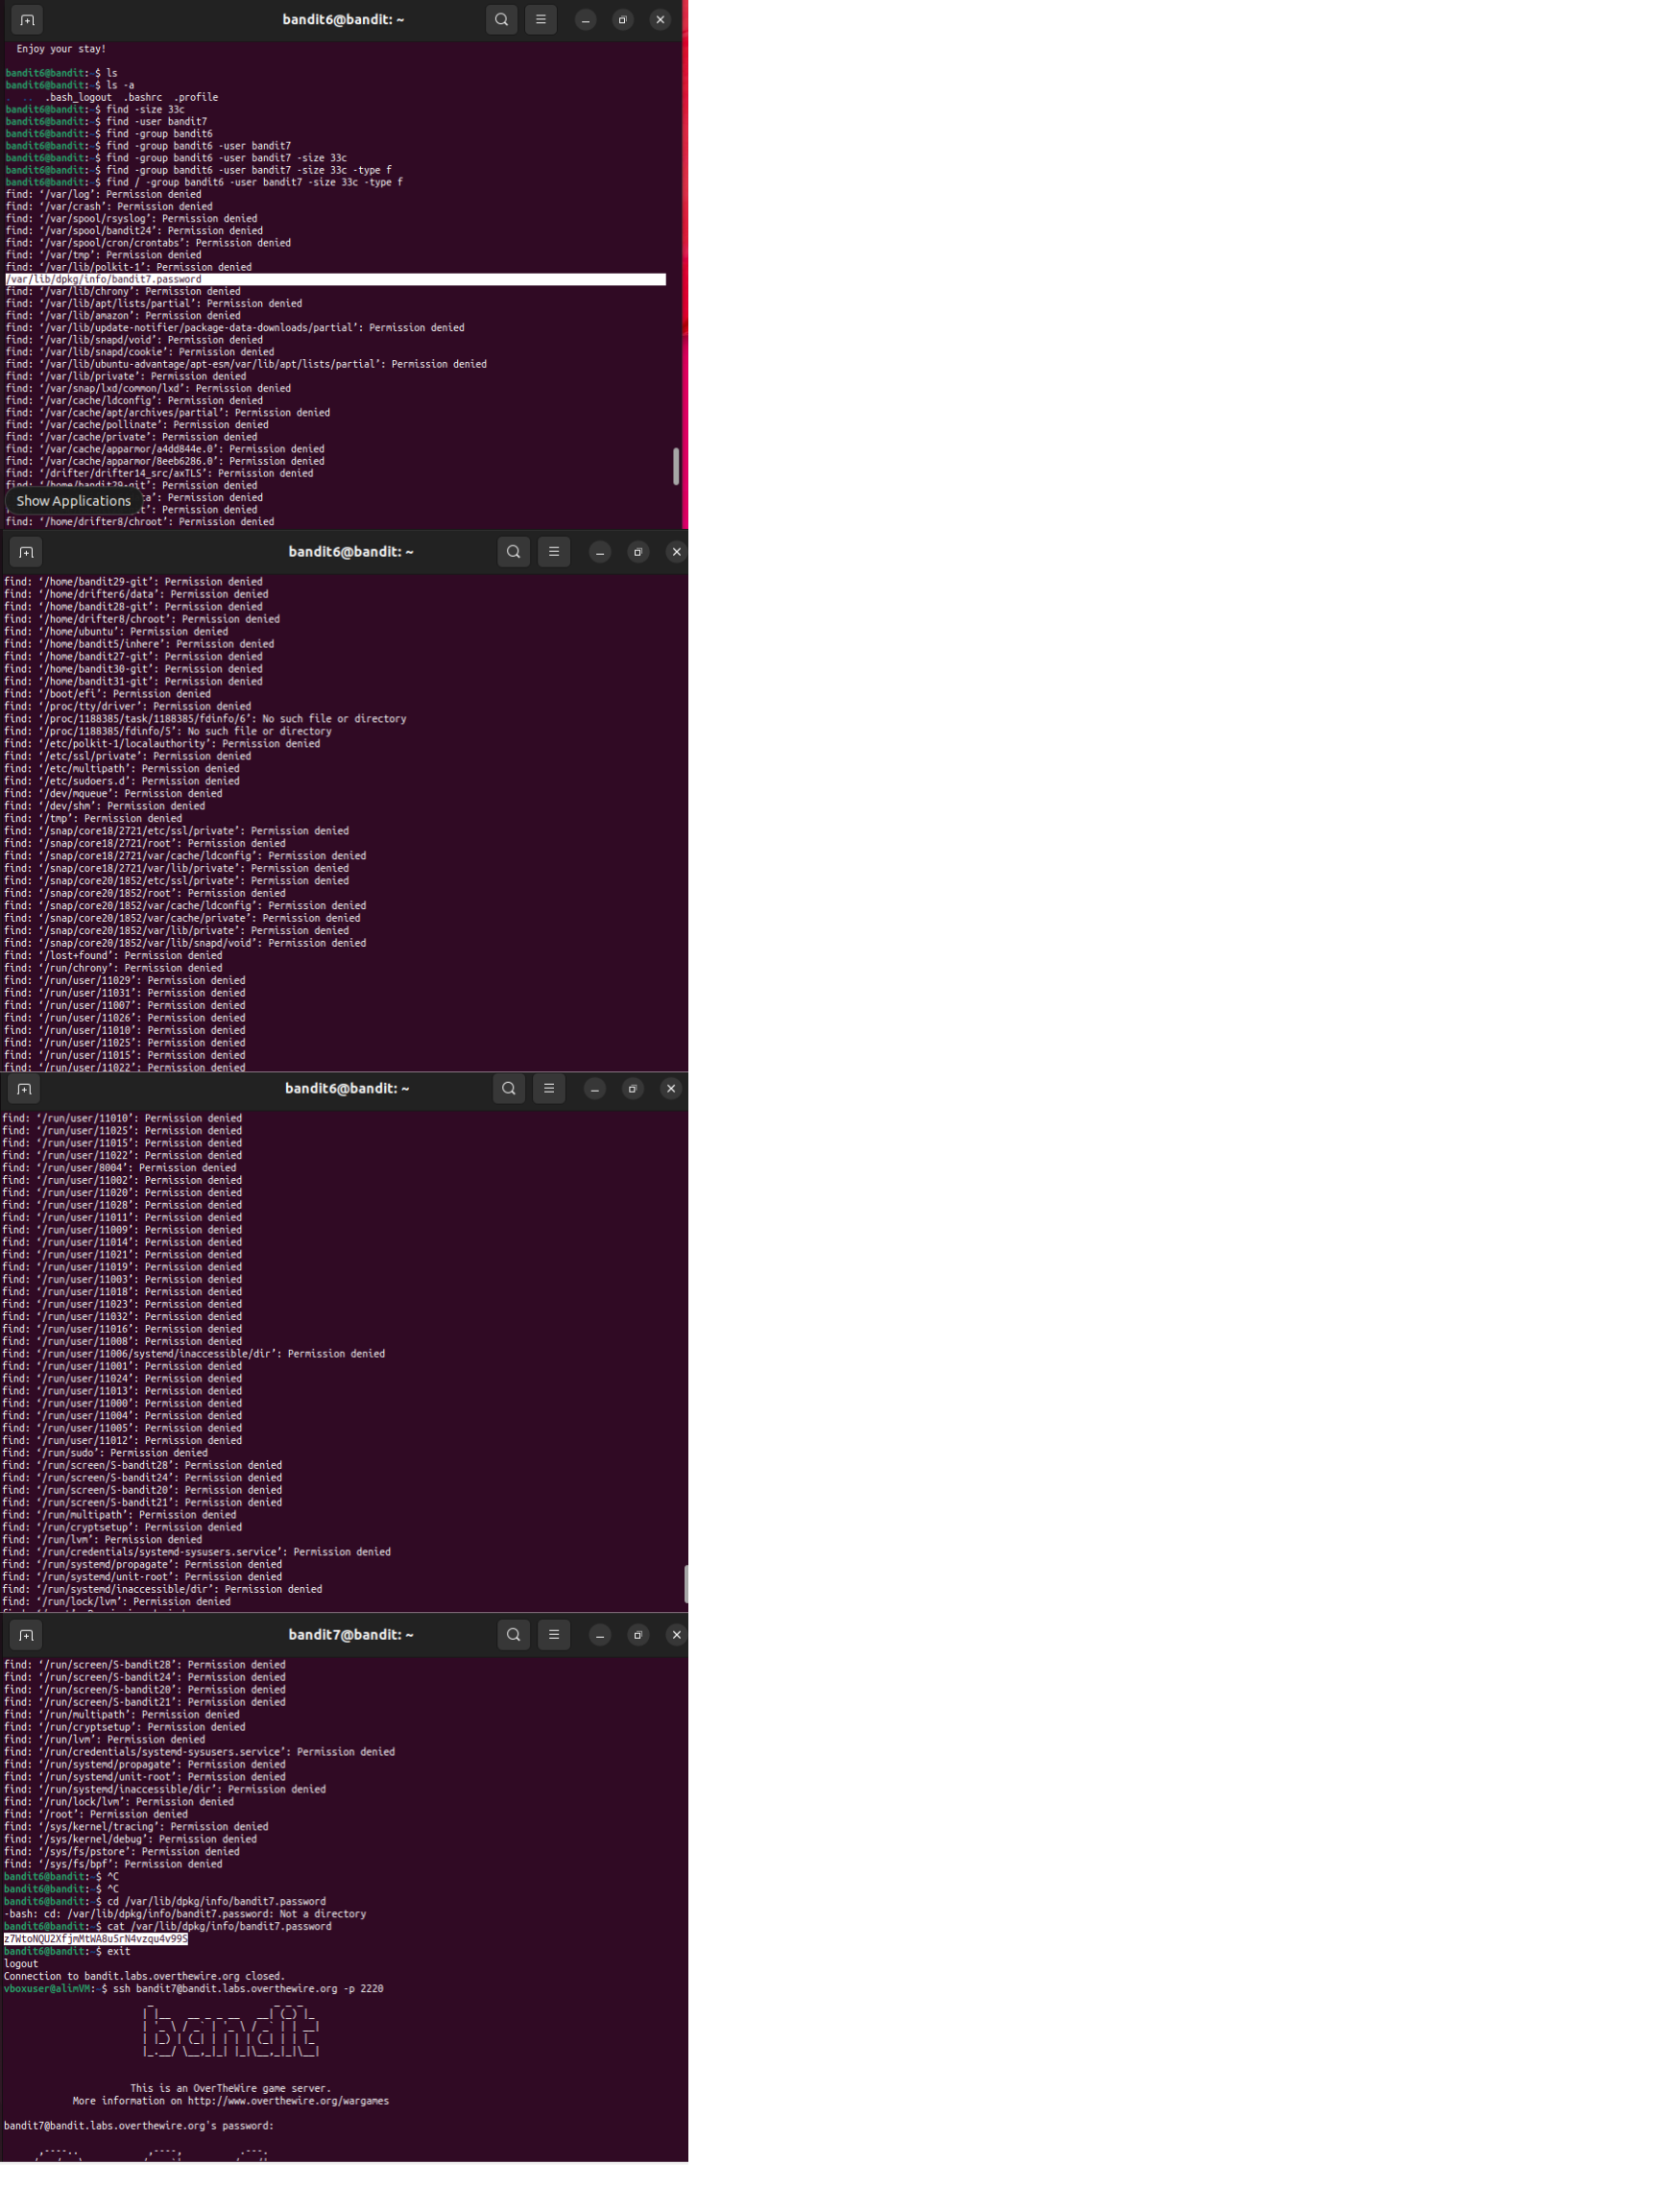 bandit6@bandit: ~
Enjoy your stay!
bandit6@bandit:~$ ls
bandit6@bandit:~$ ls -a
.  ..  .bash_logout  .bashrc  .profile
bandit6@bandit:~$ find -size 33c
bandit6@bandit:~$ find -user bandit7
bandit6@bandit:~$ find -group bandit6
bandit6@bandit:~$ find -group bandit6 -user bandit7
bandit6@bandit:~$ find -group bandit6 -user bandit7 -size 33c
bandit6@bandit:~$ find -group bandit6 -user bandit7 -size 33c -type f
bandit6@bandit:~$ find / -group bandit6 -user bandit7 -size 33c -type f
find: ‘/var/log’: Permission denied
find: ‘/var/crash’: Permission denied
find: ‘/var/spool/rsyslog’: Permission denied
find: ‘/var/spool/bandit24’: Permission denied
find: ‘/var/spool/cron/crontabs’: Permission denied
find: ‘/var/tmp’: Permission denied
find: ‘/var/lib/polkit-1’: Permission denied
/var/lib/dpkg/info/bandit7.password
find: ‘/var/lib/chrony’: Permission denied
find: ‘/var/lib/apt/lists/partial’: Permission denied
find: ‘/var/lib/amazon’: Permission denied
find: ‘/var/lib/update-notifier/package-data-downloads/partial’: Permission denied
find: ‘/var/lib/snapd/void’: Permission denied
find: ‘/var/lib/snapd/cookie’: Permission denied
find: ‘/var/lib/ubuntu-advantage/apt-esm/var/lib/apt/lists/partial’: Permission denied
find: ‘/var/lib/private’: Permission denied
find: ‘/var/snap/lxd/common/lxd’: Permission denied
find: ‘/var/cache/ldconfig’: Permission denied
find: ‘/var/cache/apt/archives/partial’: Permission denied
find: ‘/var/cache/pollinate’: Permission denied
find: ‘/var/cache/private’: Permission denied
find: ‘/var/cache/apparmor/a4dd844e.0’: Permission denied
find: ‘/var/cache/apparmor/8eeb6286.0’: Permission denied
find: ‘/drifter/drifter14_src/axTLS’: Permission denied
find: ‘/home/bandit29-git’: Permission denied
Show Applications ta’: Permission denied
t’: Permission denied
find: ‘/home/drifter8/chroot’: Permission denied
bandit6@bandit: ~
find: ‘/home/bandit29-git’: Permission denied
find: ‘/home/drifter6/data’: Permission denied
find: ‘/home/bandit28-git’: Permission denied
find: ‘/home/drifter8/chroot’: Permission denied
find: ‘/home/ubuntu’: Permission denied
find: ‘/home/bandit5/inhere’: Permission denied
find: ‘/home/bandit27-git’: Permission denied
find: ‘/home/bandit30-git’: Permission denied
find: ‘/home/bandit31-git’: Permission denied
find: ‘/boot/efi’: Permission denied
find: ‘/proc/tty/driver’: Permission denied
find: ‘/proc/1188385/task/1188385/fdinfo/6’: No such file or directory
find: ‘/proc/1188385/fdinfo/5’: No such file or directory
find: ‘/etc/polkit-1/localauthority’: Permission denied
find: ‘/etc/ssl/private’: Permission denied
find: ‘/etc/multipath’: Permission denied
find: ‘/etc/sudoers.d’: Permission denied
find: ‘/dev/mqueue’: Permission denied
find: ‘/dev/shm’: Permission denied
find: ‘/tmp’: Permission denied
find: ‘/snap/core18/2721/etc/ssl/private’: Permission denied
find: ‘/snap/core18/2721/root’: Permission denied
find: ‘/snap/core18/2721/var/cache/ldconfig’: Permission denied
find: ‘/snap/core18/2721/var/lib/private’: Permission denied
find: ‘/snap/core20/1852/etc/ssl/private’: Permission denied
find: ‘/snap/core20/1852/root’: Permission denied
find: ‘/snap/core20/1852/var/cache/ldconfig’: Permission denied
find: ‘/snap/core20/1852/var/cache/private’: Permission denied
find: ‘/snap/core20/1852/var/lib/private’: Permission denied
find: ‘/snap/core20/1852/var/lib/snapd/void’: Permission denied
find: ‘/lost+found’: Permission denied
find: ‘/run/chrony’: Permission denied
find: ‘/run/user/11029’: Permission denied
find: ‘/run/user/11031’: Permission denied
find: ‘/run/user/11007’: Permission denied
find: ‘/run/user/11026’: Permission denied
find: ‘/run/user/11010’: Permission denied
find: ‘/run/user/11025’: Permission denied
find: ‘/run/user/11015’: Permission denied
find: ‘/run/user/11022’: Permission denied
bandit6@bandit: ~
find: ‘/run/user/11010’: Permission denied
find: ‘/run/user/11025’: Permission denied
find: ‘/run/user/11015’: Permission denied
find: ‘/run/user/11022’: Permission denied
find: ‘/run/user/8004’: Permission denied
find: ‘/run/user/11002’: Permission denied
find: ‘/run/user/11020’: Permission denied
find: ‘/run/user/11028’: Permission denied
find: ‘/run/user/11011’: Permission denied
find: ‘/run/user/11009’: Permission denied
find: ‘/run/user/11014’: Permission denied
find: ‘/run/user/11021’: Permission denied
find: ‘/run/user/11019’: Permission denied
find: ‘/run/user/11003’: Permission denied
find: ‘/run/user/11018’: Permission denied
find: ‘/run/user/11023’: Permission denied
find: ‘/run/user/11032’: Permission denied
find: ‘/run/user/11016’: Permission denied
find: ‘/run/user/11008’: Permission denied
find: ‘/run/user/11006/systemd/inaccessible/dir’: Permission denied
find: ‘/run/user/11001’: Permission denied
find: ‘/run/user/11024’: Permission denied
find: ‘/run/user/11013’: Permission denied
find: ‘/run/user/11000’: Permission denied
find: ‘/run/user/11004’: Permission denied
find: ‘/run/user/11005’: Permission denied
find: ‘/run/user/11012’: Permission denied
find: ‘/run/sudo’: Permission denied
find: ‘/run/screen/S-bandit28’: Permission denied
find: ‘/run/screen/S-bandit24’: Permission denied
find: ‘/run/screen/S-bandit20’: Permission denied
find: ‘/run/screen/S-bandit21’: Permission denied
find: ‘/run/multipath’: Permission denied
find: ‘/run/cryptsetup’: Permission denied
find: ‘/run/lvm’: Permission denied
find: ‘/run/credentials/systemd-sysusers.service’: Permission denied
find: ‘/run/systemd/propagate’: Permission denied
find: ‘/run/systemd/unit-root’: Permission denied
find: ‘/run/systemd/inaccessible/dir’: Permission denied
find: ‘/run/lock/lvm’: Permission denied
bandit7@bandit: ~
find: ‘/run/screen/S-bandit28’: Permission denied
find: ‘/run/screen/S-bandit24’: Permission denied
find: ‘/run/screen/S-bandit20’: Permission denied
find: ‘/run/screen/S-bandit21’: Permission denied
find: ‘/run/multipath’: Permission denied
find: ‘/run/cryptsetup’: Permission denied
find: ‘/run/lvm’: Permission denied
find: ‘/run/credentials/systemd-sysusers.service’: Permission denied
find: ‘/run/systemd/propagate’: Permission denied
find: ‘/run/systemd/unit-root’: Permission denied
find: ‘/run/systemd/inaccessible/dir’: Permission denied
find: ‘/run/lock/lvm’: Permission denied
find: ‘/root’: Permission denied
find: ‘/sys/kernel/tracing’: Permission denied
find: ‘/sys/kernel/debug’: Permission denied
find: ‘/sys/fs/pstore’: Permission denied
find: ‘/sys/fs/bpf’: Permission denied
bandit6@bandit:~$ ^C
bandit6@bandit:~$ ^C
bandit6@bandit:~$ cd /var/lib/dpkg/info/bandit7.password
-bash: cd: /var/lib/dpkg/info/bandit7.password: Not a directory
bandit6@bandit:~$ cat /var/lib/dpkg/info/bandit7.password
z7WtoNQU2XfjmMtWA8u5rN4vzqu4v99S
bandit6@bandit:~$ exit
logout
Connection to bandit.labs.overthewire.org closed.
vboxuser@alimVM:~$ ssh bandit7@bandit.labs.overthewire.org -p 2220
bandit
This is an OverTheWire game server.
More information on http://www.overthewire.org/wargames
bandit7@bandit.labs.overthewire.org's password: